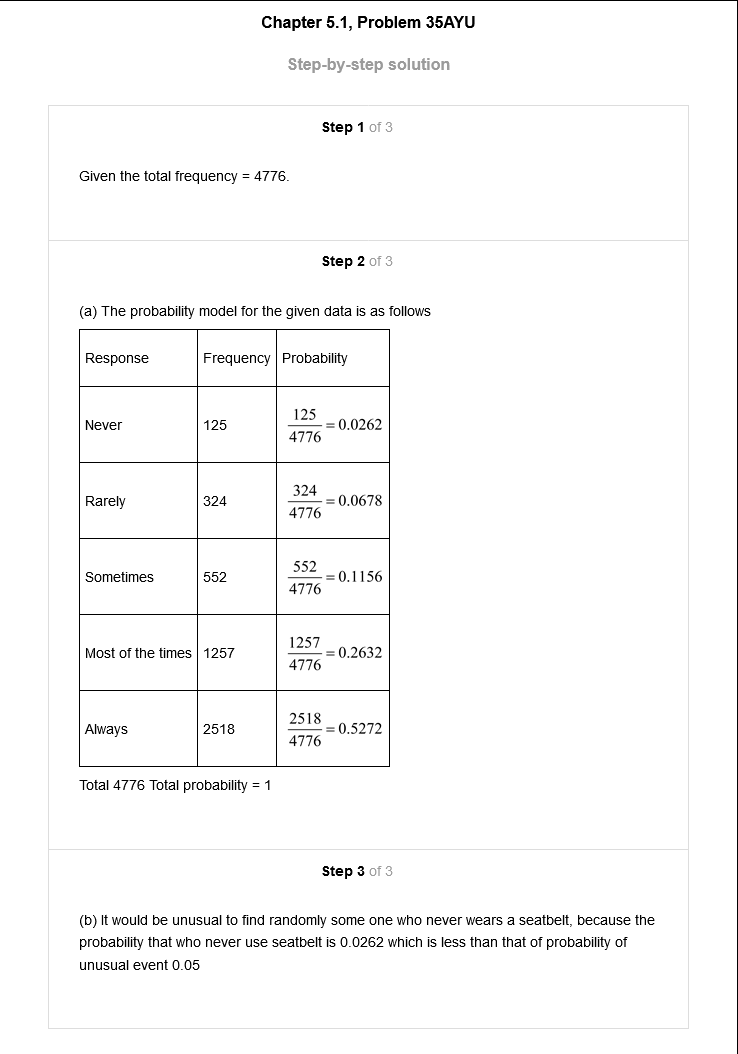 Chapter 5.1, Problem 35AYU
Step-by-step solution
Step 1 of 3
Given the total frequency = 4776.
Step 2 of 3
(a) The probability model for the given data is as follows
Response Frequency Probability
Never 125 125/4776 = 0.0262
Rarely 324 324/4776 = 0.0678
Sometimes 552 552/4776 = 0.1156
Most of the times 1257 1257/4776 = 0.2632
Always 2518 2518/4776 = 0.5272
Total 4776 Total probability = 1
Step 3 of 3
(b) It would be unusual to find randomly some one who never wears a seatbelt, because the
probability that who never use seatbelt is 0.0262 which is less than that of probability of
unusual event 0.05